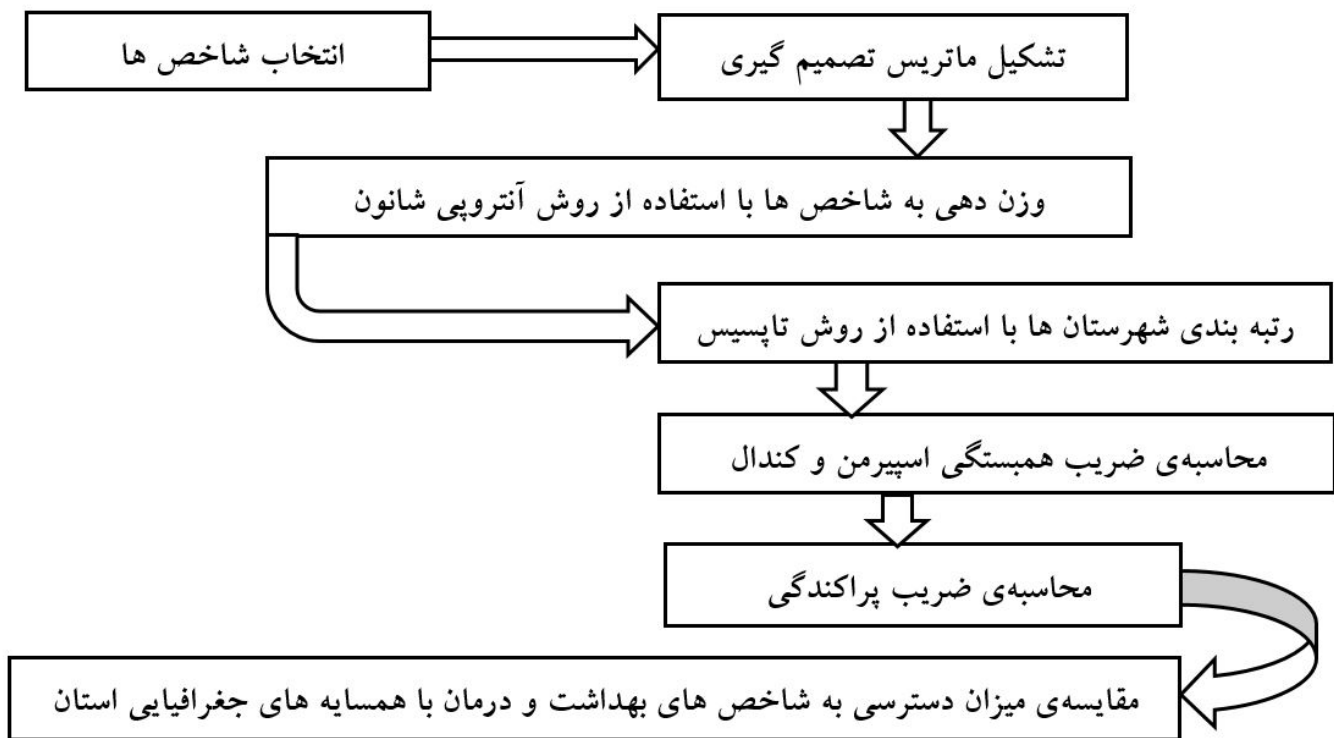 انتخاب شاخص ها
تشکیل ماتریس تصمیم گیری
وزن دهی به شاخص ها با استفاده از روش آنتروپی شانون
رتبه بندی شهرستان ها با استفاده از روش تاپسیس
محاسبه‌ی ضریب همبستگی اسپیرمن و کندال
محاسبه‌ی ضریب پراکندگی
مقایسه‌ی میزان دسترسی به شاخص های بهداشت و درمان با همسایه های جغرافیایی استان